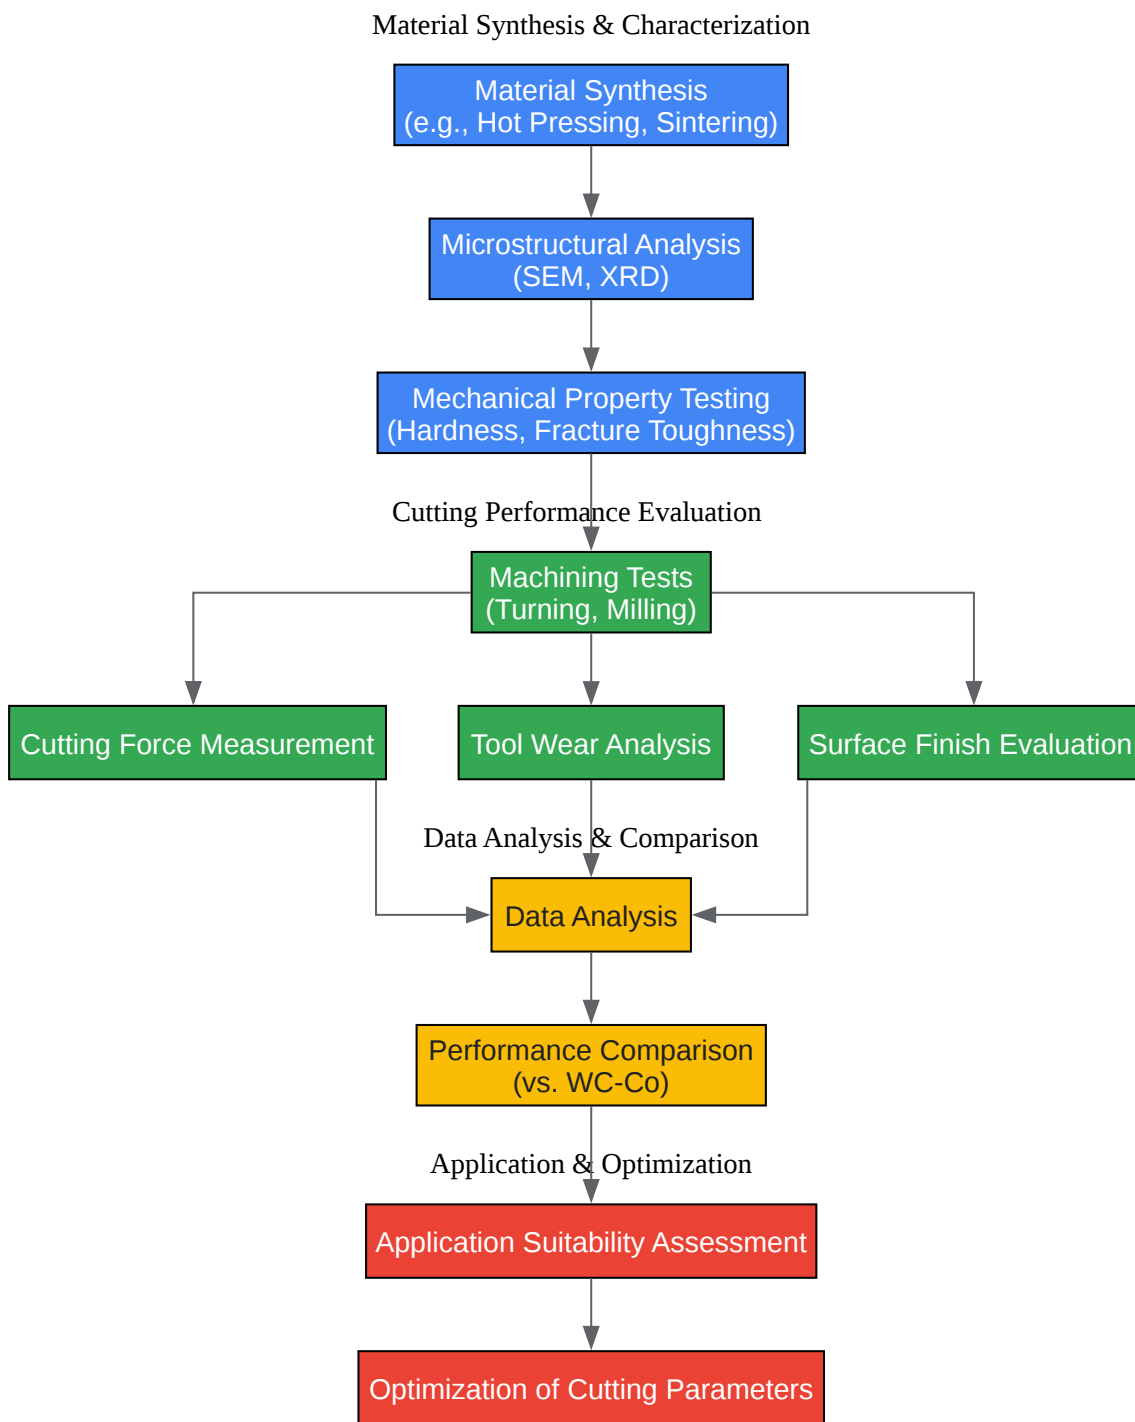 Material Synthesis & Characterization
Material Synthesis
(e.g., Hot Pressing, Sintering)
Microstructural Analysis
(SEM, XRD)
Mechanical Property Testing
(Hardness, Fracture Toughness)
Cutting Performance Evaluation
Machining Tests
(Turning, Milling)
Cutting Force Measurement
Tool Wear Analysis
Surface Finish Evaluation
Data Analysis & Comparison
Data Analysis
Performance Comparison
(vs. WC-Co)
Application & Optimization
Application Suitability Assessment
Optimization of Cutting Parameters